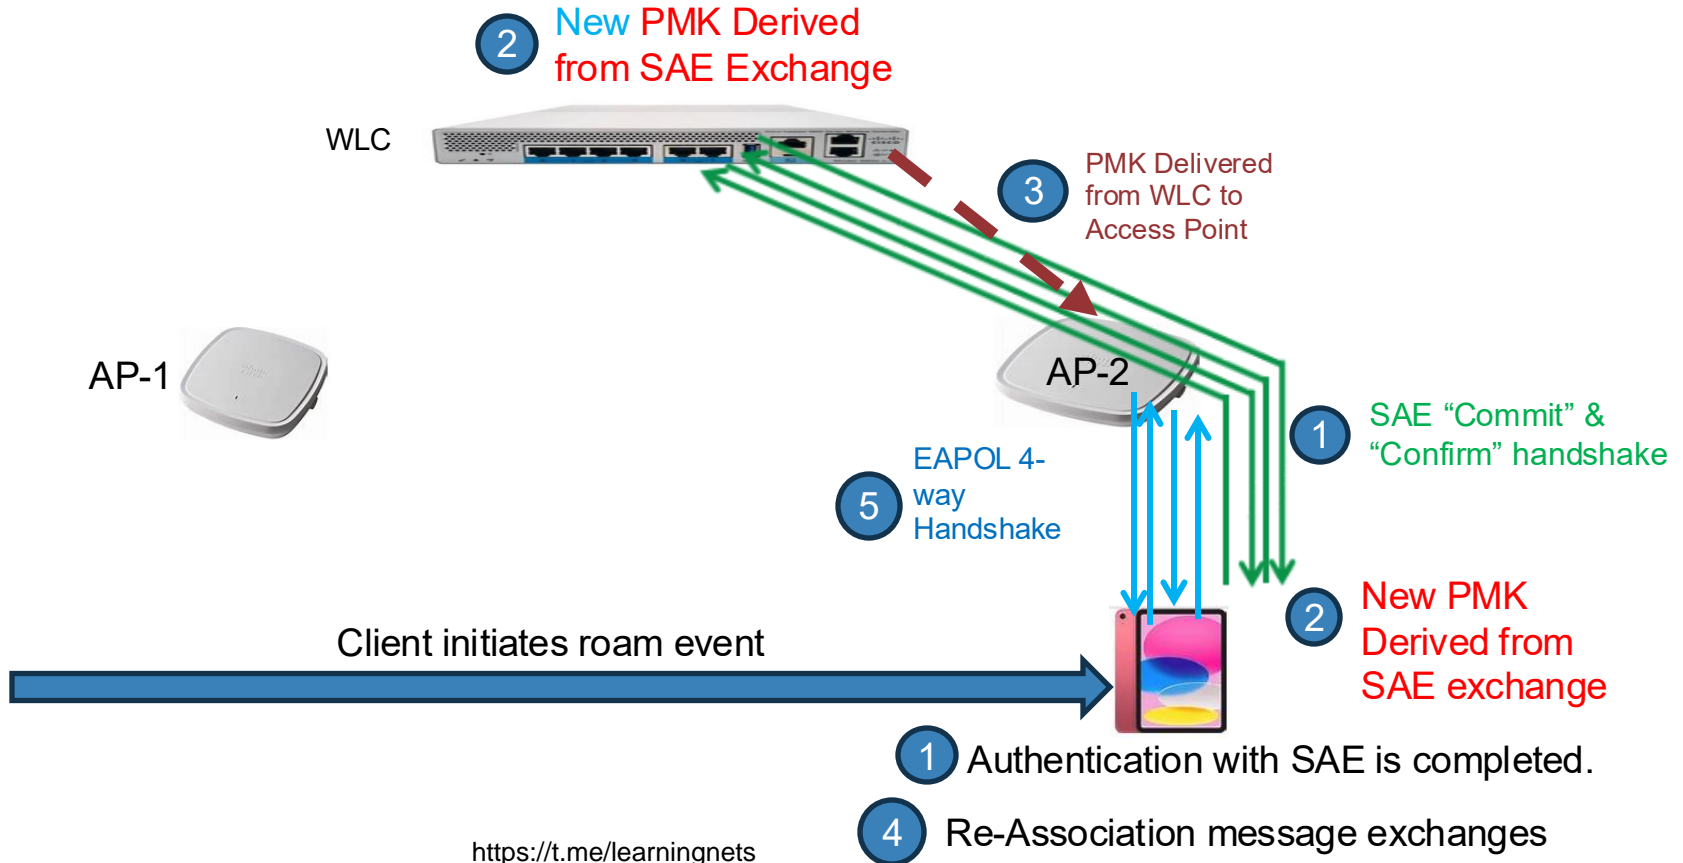 2
New PMK Derived
from SAE Exchange
WLC
3
PMK Delivered
from WLC to
Access Point
AP-1
AP-2
1
SAE “Commit” &
“Confirm” handshake
5
EAPOL 4-
way
Handshake
2
New PMK
Derived from
SAE exchange
Client initiates roam event
1
Authentication with SAE is completed.
4
Re-Association message exchanges
https://t.me/learningnets